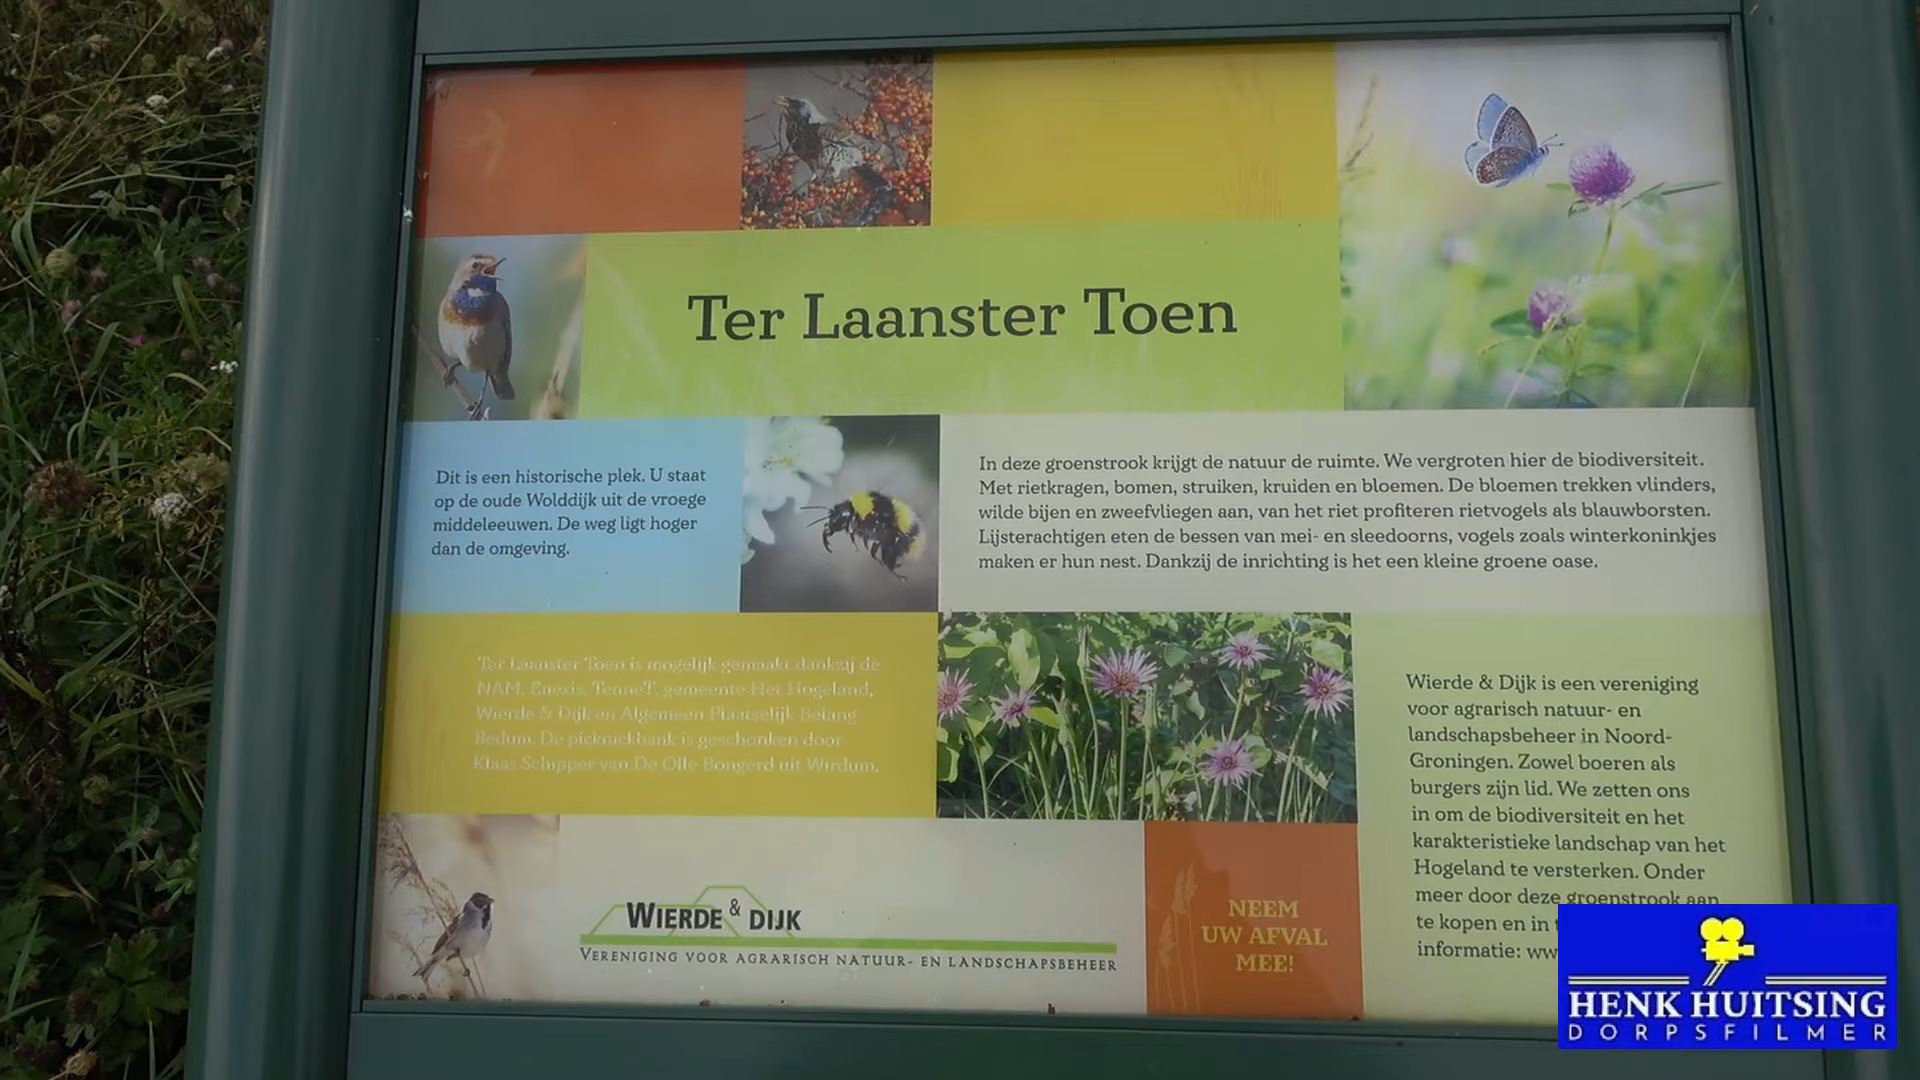 Ter Laanster Toen
Dit is een historische plek. U staat
op de oude Wolddijk uit de vroege
middeleeuwen. De weg ligt hoger
dan de omgeving.
In deze groenstrook krijgt de natuur de ruimte. We vergroten hier de biodiversiteit.
Met rietkragen, bomen, struiken, kruiden en bloemen. De bloemen trekken vlinders,
wilde bijen en zweefvliegen aan, van het riet profiteren rietvogels als blauwborsten.
Lijsterachtigen eten de bessen van mei- en sleedoorns, vogels zoals winterkoninkjes
maken er hun nest. Dankzij de inrichting is het een kleine groene oase.
Ter Laanster Toen is mogelijk gemaakt dankzij de
NAM, Enexis, TenneT, gemeente Het Hogeland,
Wierde & Dijk en Algemeen Plaatselijk Belang
Bedum. De picknickbank is geschonken door
Klaas Schipper van De Olle Bongerd uit Wirdum.
Wierde & Dijk is een vereniging
voor agrarisch natuur- en
landschapsbeheer in Noord-
Groningen. Zowel boeren als
burgers zijn lid. We zetten ons
in om de biodiversiteit en het
karakteristieke landschap van het
Hogeland te versterken. Onder
meer door deze groenstrook aan
te kopen en in
informatie:
WIERDE & DIJK
VERENIGING VOOR AGRARISCH NATUUR- EN LANDSCHAPSBEHEER
NEEM
UW AFVAL
MEE!
HENK HUITSING
DORPSFILMER